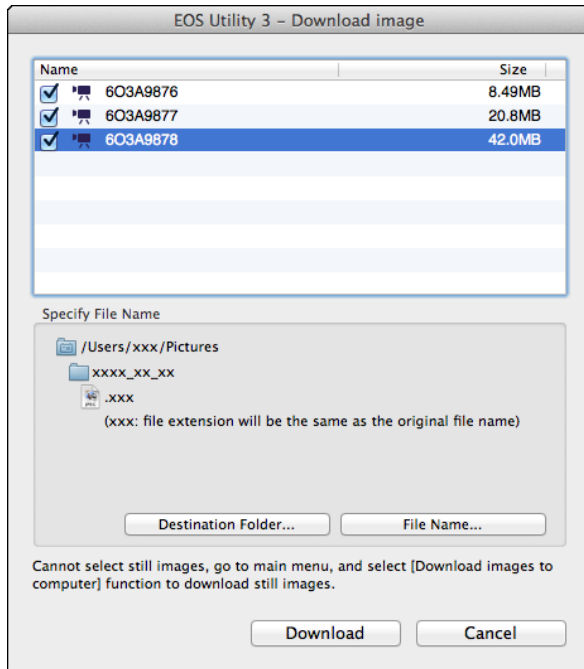 EOS Utility 3 – Download image
Name Size
6O3A9876 8.49MB
6O3A9877 20.8MB
6O3A9878 42.0MB
Specify File Name
/Users/xxx/Pictures
xxxx_xx_xx
.xxx
(xxx: file extension will be the same as the original file name)
Destination Folder... File Name...
Cannot select still images, go to main menu, and select [Download images to
computer] function to download still images.
Download Cancel